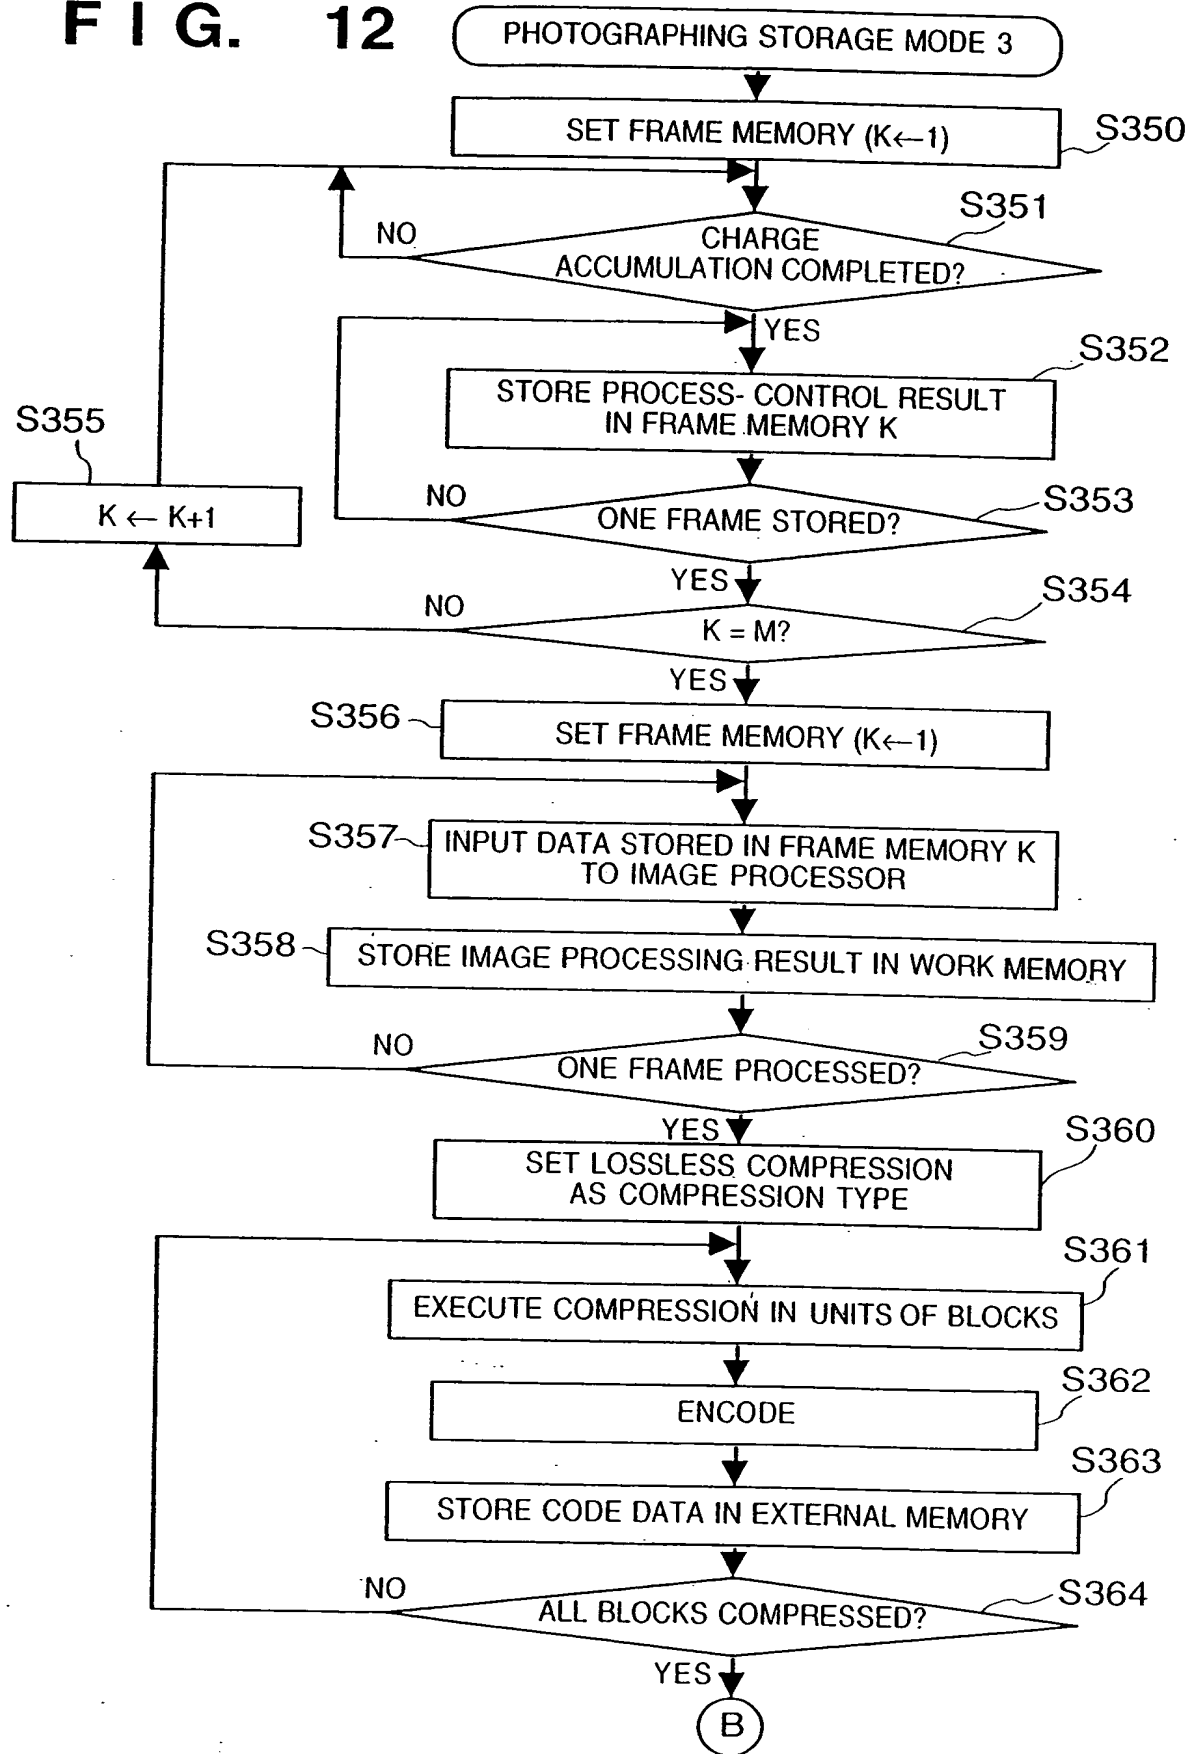 FIG. 12
PHOTOGRAPHING STORAGE MODE 3
SET FRAME MEMORY (K←1)
S350
S351
NO
CHARGE
ACCUMULATION COMPLETED?
YES
S352
STORE PROCESS- CONTROL RESULT
IN FRAME MEMORY K
S355
K ← K+1
NO
ONE FRAME STORED?
S353
YES
S354
NO
K = M?
YES
S356
SET FRAME MEMORY (K←1)
S357
INPUT DATA STORED IN FRAME MEMORY K
TO IMAGE PROCESSOR
S358
STORE IMAGE PROCESSING RESULT IN WORK MEMORY
S359
NO
ONE FRAME PROCESSED?
YES
S360
SET LOSSLESS COMPRESSION
AS COMPRESSION TYPE
S361
EXECUTE COMPRESSION IN UNITS OF BLOCKS
S362
ENCODE
S363
STORE CODE DATA IN EXTERNAL MEMORY
S364
NO
ALL BLOCKS COMPRESSED?
YES
B